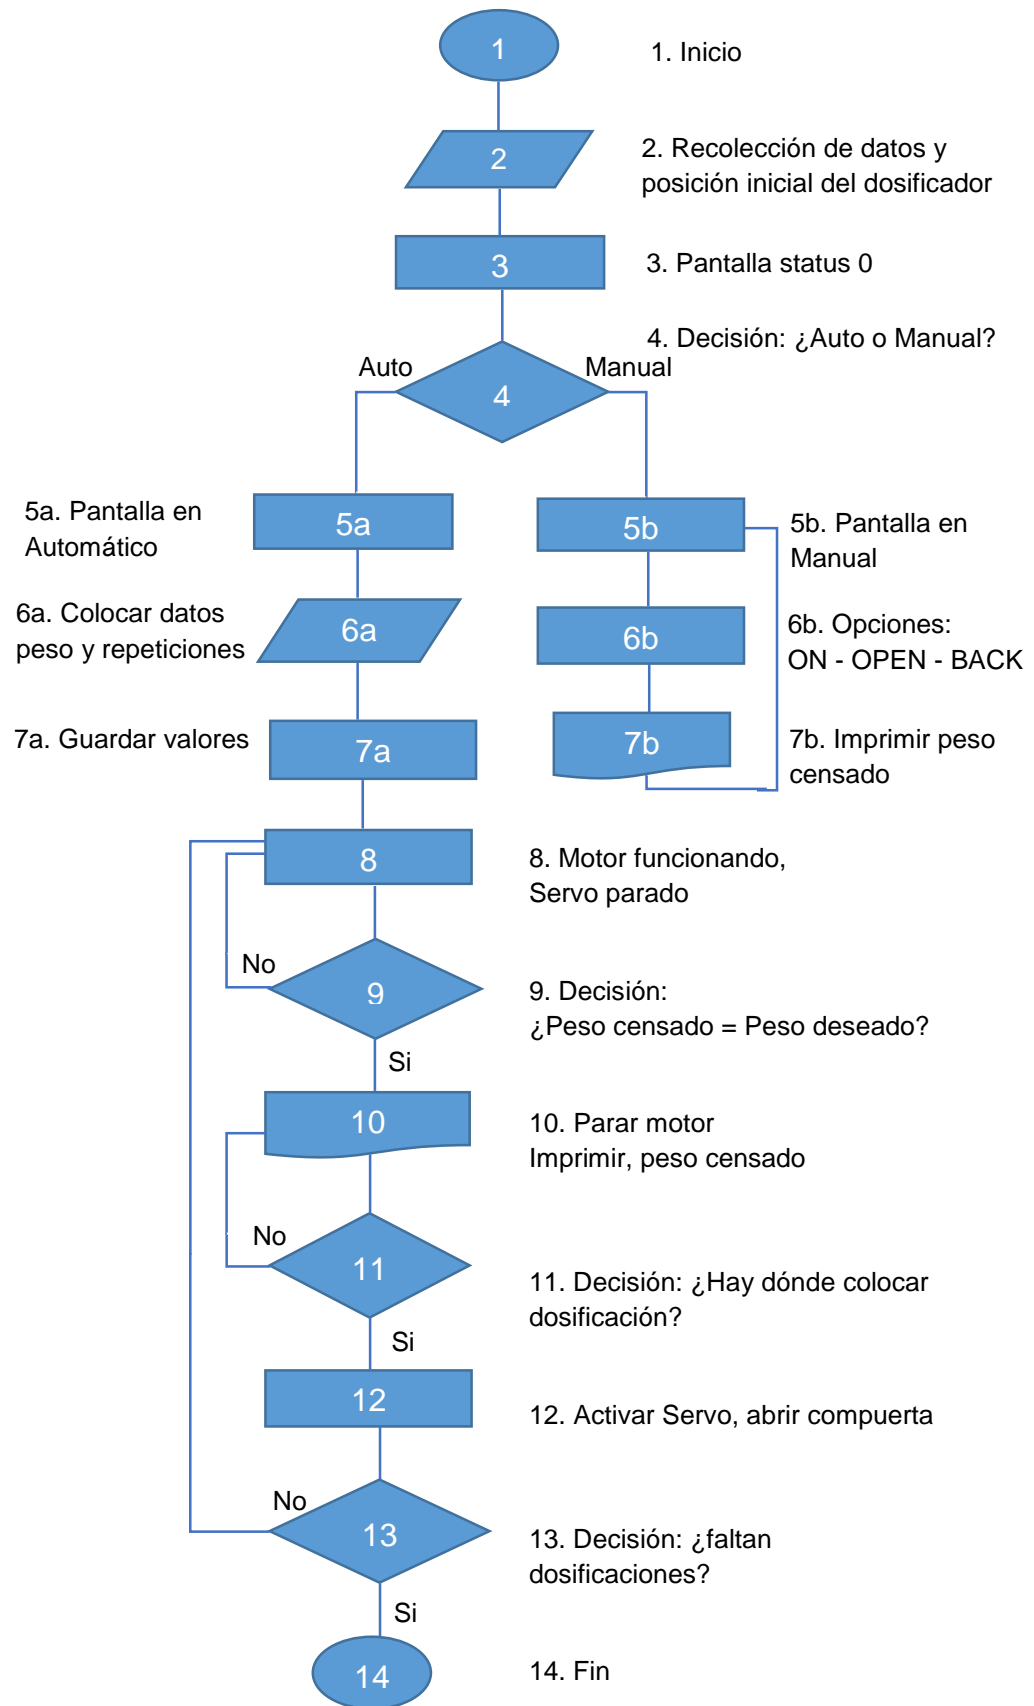 1
1. Inicio
2
2. Recolección de datos y
posición inicial del dosificador
3
3. Pantalla status 0
4. Decisión: ¿Auto o Manual?
Auto
Manual
4
5a. Pantalla en
Automático
5a
5b
5b. Pantalla en
Manual
6a. Colocar datos
peso y repeticiones
6a
6b
6b. Opciones:
ON - OPEN - BACK
7a. Guardar valores
7a
7b
7b. Imprimir peso
censado
8
8. Motor funcionando,
Servo parado
No
9
9. Decisión:
¿Peso censado = Peso deseado?
Si
10
10. Parar motor
Imprimir, peso censado
No
11
11. Decisión: ¿Hay dónde colocar
dosificación?
Si
12
12. Activar Servo, abrir compuerta
No
13
13. Decisión: ¿faltan
dosificaciones?
Si
14
14. Fin